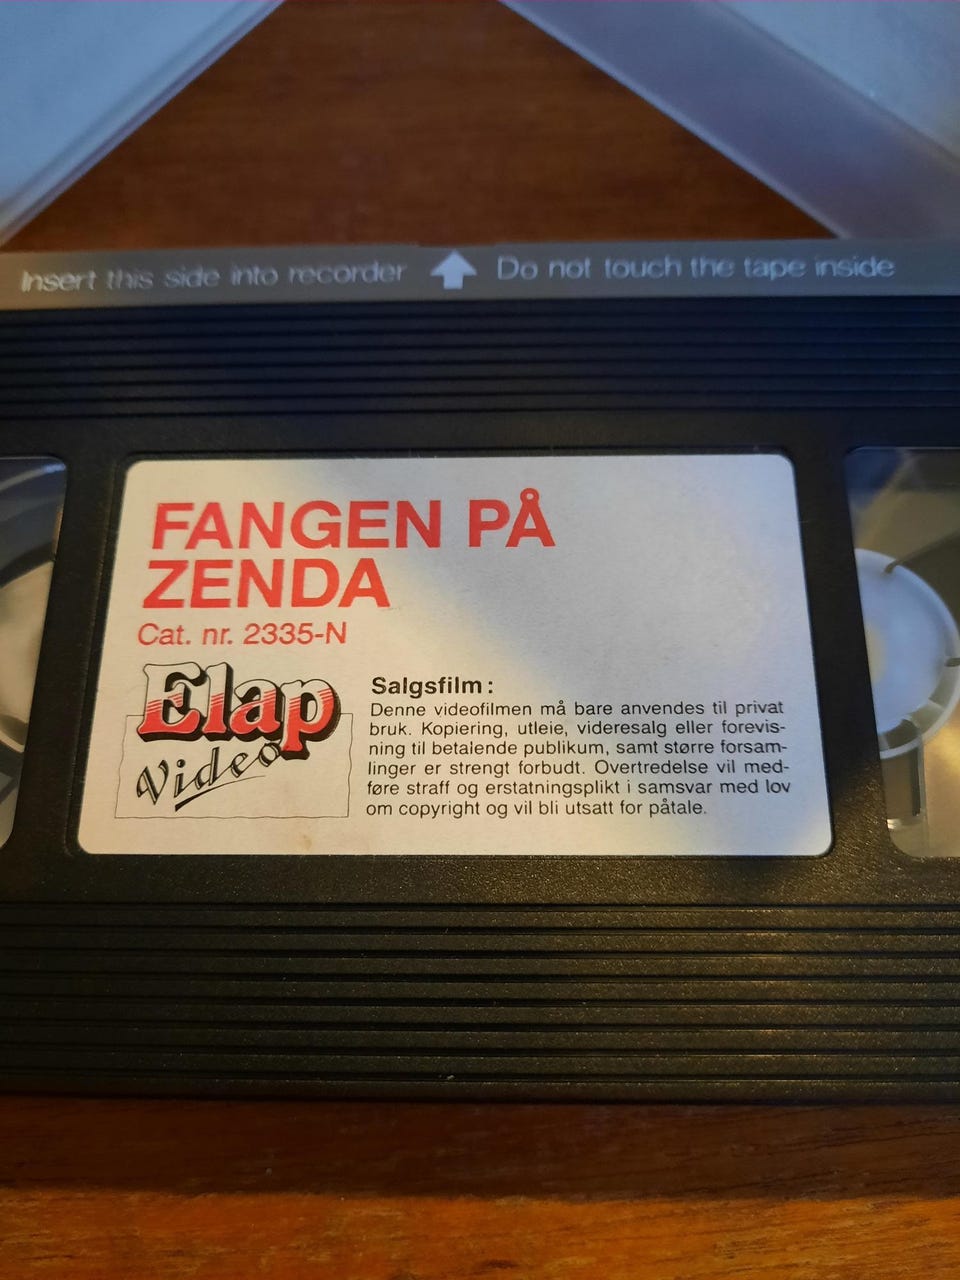 Insert this side into recorder Do not touch the tape inside
FANGEN PÅ
ZENDA
Cat. nr. 2335-N
Elap
Video
Salgsfilm:
Denne videofilmen må bare anvendes til privat
bruk. Kopiering, utleie, videresalg eller forevis-
ning til betalende publikum, samt større forsam-
linger er strengt forbudt. Overtredelse vil med-
føre straff og erstatningsplikt i samsvar med lov
om copyright og vil bli utsatt for påtale.